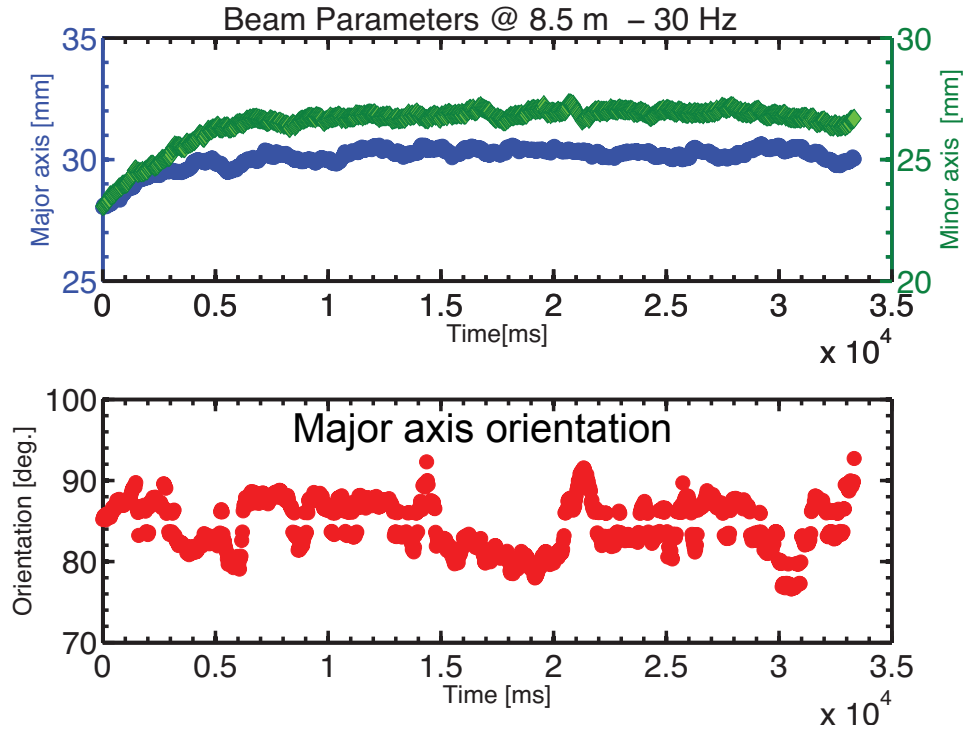 Beam Parameters @ 8.5 m – 30 Hz
35
30
25
Major axis [mm]
30
25
20
Minor axis [mm]
0 0.5 1 1.5 2 2.5 3 3.5
Time[ms]
x 10^4
100
90
80
70
Orientation [deg.]
Major axis orientation
0 0.5 1 1.5 2 2.5 3 3.5
Time [ms]
x 10^4